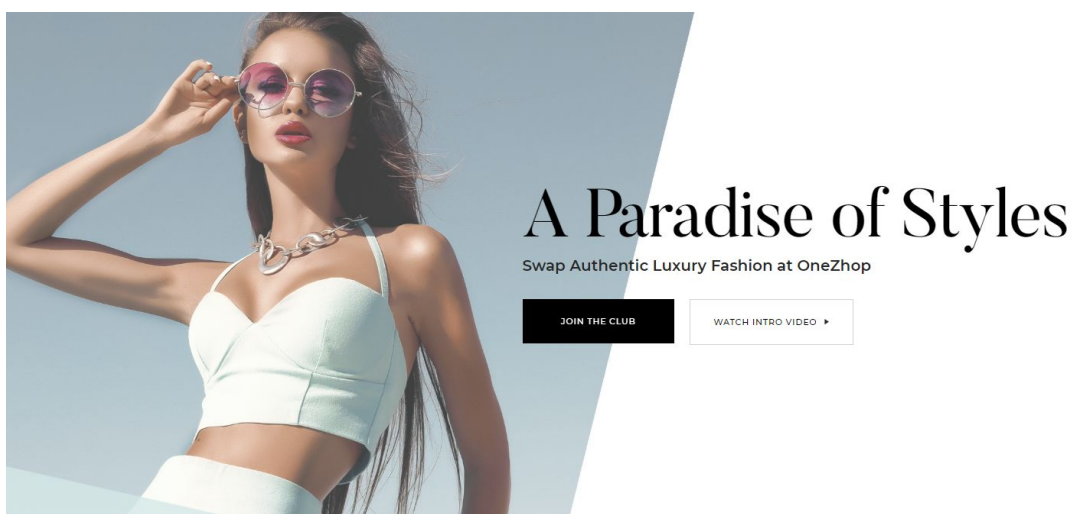 A Paradise of Styles
Swap Authentic Luxury Fashion at OneZhop
JOIN THE CLUB
WATCH INTRO VIDEO